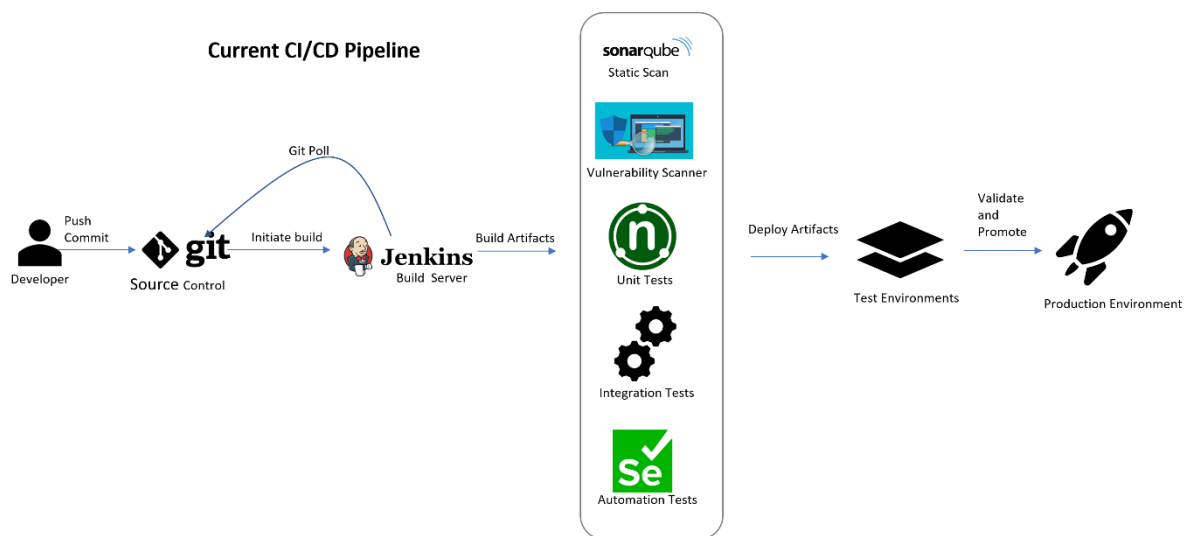 Current CI/CD Pipeline
sonarqube
Static Scan
Vulnerability Scanner
Git Poll
Push
Commit
git
Initiate build
Jenkins
Build Server
Build Artifacts
Developer
Source Control
n
Unit Tests
Integration Tests
Se
Automation Tests
Deploy Artifacts
Test Environments
Validate
and
Promote
Production Environment